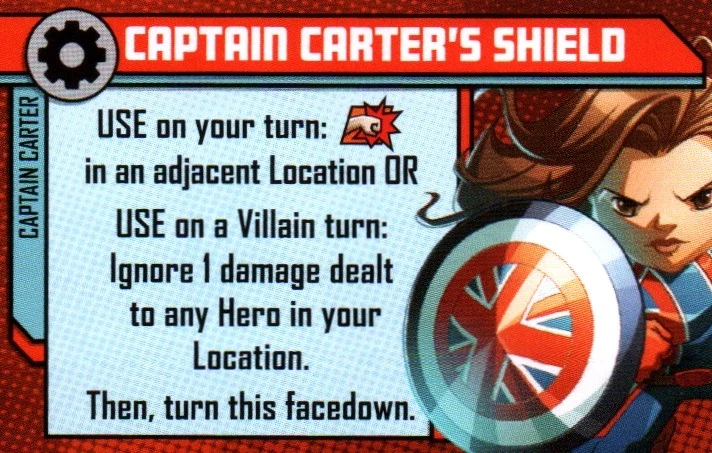 CAPTAIN CARTER'S SHIELD
CAPTAIN CARTER
USE on your turn:
in an adjacent Location OR
USE on a Villain turn:
Ignore 1 damage dealt
to any Hero in your
Location.
Then, turn this facedown.